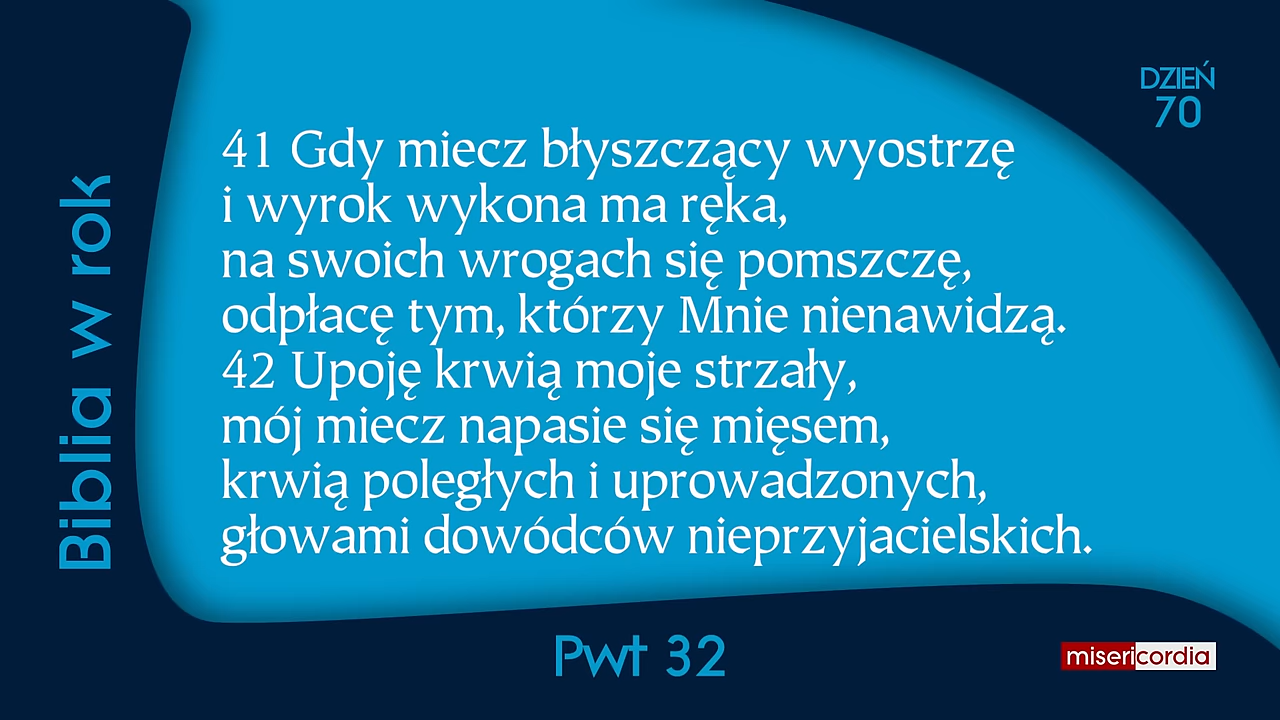 DZIEŃ
70
41 Gdy miecz błyszczący wyostrzę
i wyrok wykona ma ręka,
na swoich wrogach się pomszczę,
odpłacę tym, którzy Mnie nienawidzą.
42 Upoję krwią moje strzały,
mój miecz napasie się mięsem,
krwią poległych i uprowadzonych,
głowami dowódców nieprzyjacielskich.
Biblia w rok
Pwt 32
misericordia